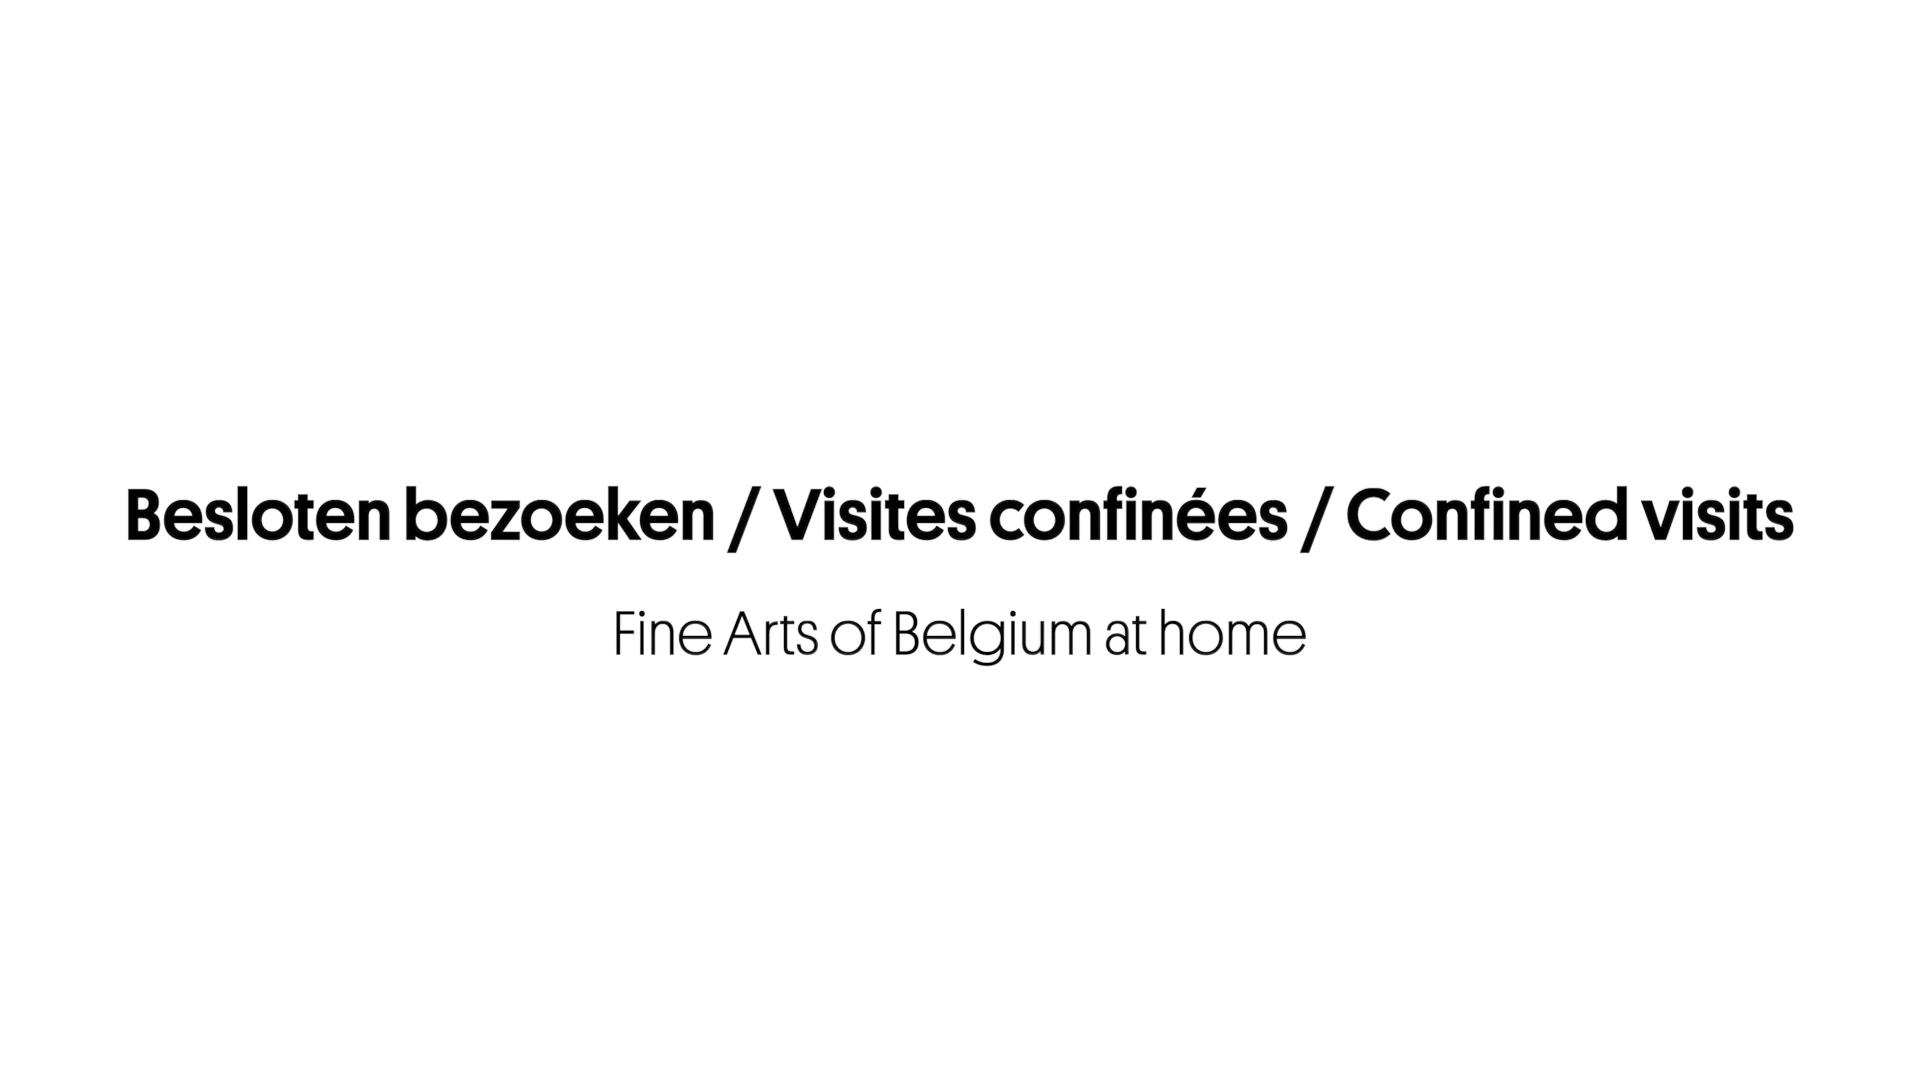 Besloten bezoeken / Visites confinées / Confined visits
Fine Arts of Belgium at home